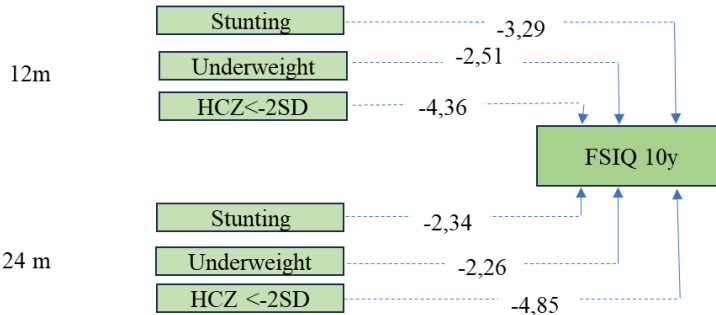 12m
Stunting -3,29
Underweight -2,51
HCZ<-2SD -4,36
FSIQ 10y
24 m
Stunting -2,34
Underweight -2,26
HCZ <-2SD -4,85